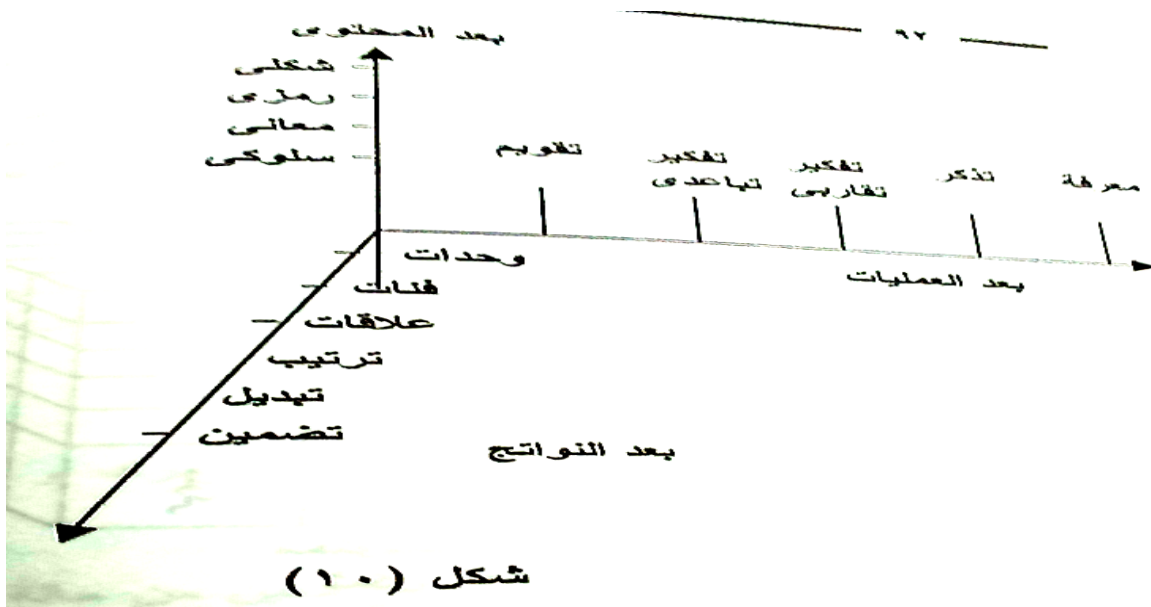 ٩٢
بعد المحتوى
شكلى
رمزى
معانى
سلوكى
معرفة
تذكر
تفكير
تقاربى
تفكير
تباعدى
تقويم
بعد العمليات
وحدات
فئات
علاقات
ترتيب
تبديل
تضمين
بعد النواتج
شكل (١٠)